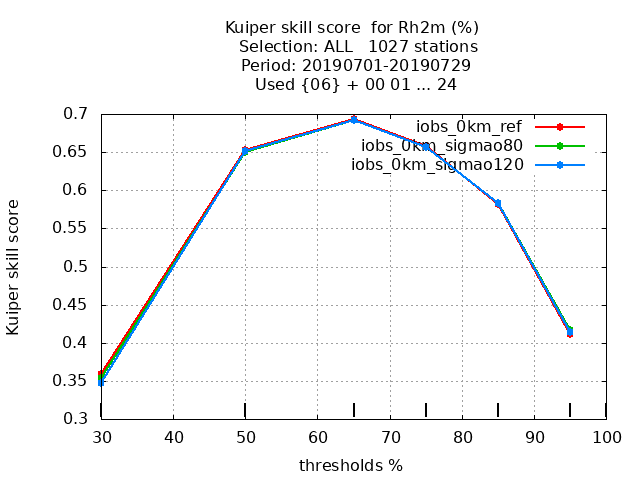 Kuiper skill score  for Rh2m (%)
Selection: ALL   1027 stations
Period: 20190701-20190729
Used {06} + 00 01 ... 24
0.7
0.65
0.6
0.55
0.5
0.45
0.4
0.35
0.3
Kuiper skill score
iobs_0km_ref
iobs_0km_sigmao80
iobs_0km_sigmao120
30 40 50 60 70 80 90 100
thresholds %